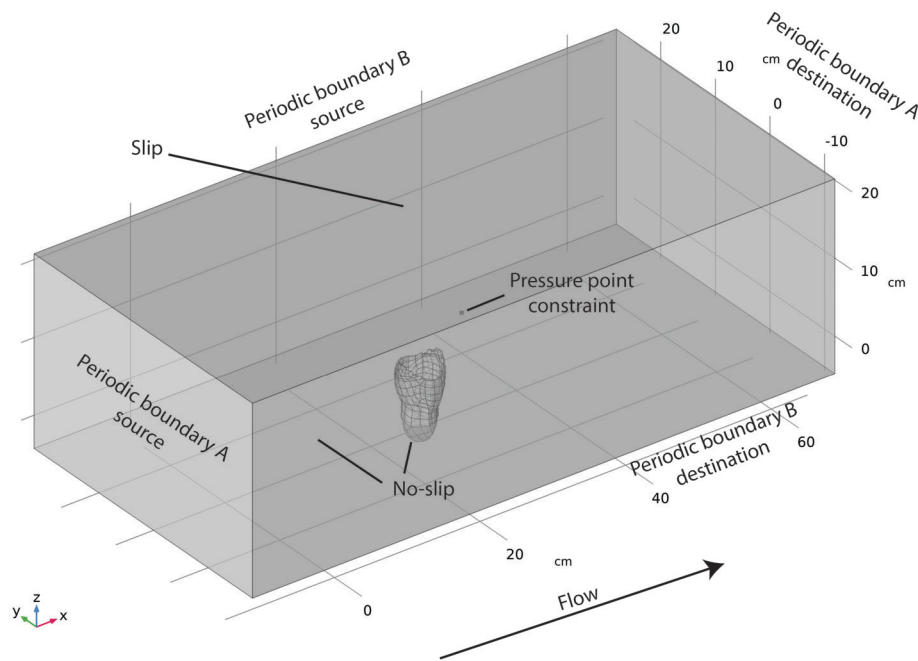 Periodic boundary B
source
Slip
Periodic boundary A
destination
20
10
cm
0
-10
20
10
cm
0
Pressure point
constraint
Periodic boundary A
source
No-slip
Periodic boundary B
destination
60
40
20
cm
0
Flow
z
y
x